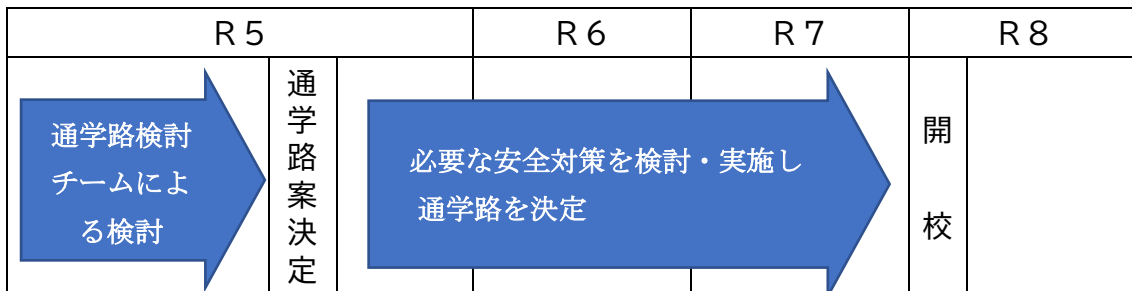 R５
R６
R７
R８
通学路検討
チームによ
る検討
通学路案決定
必要な安全対策を検討・実施し
通学路を決定
開校